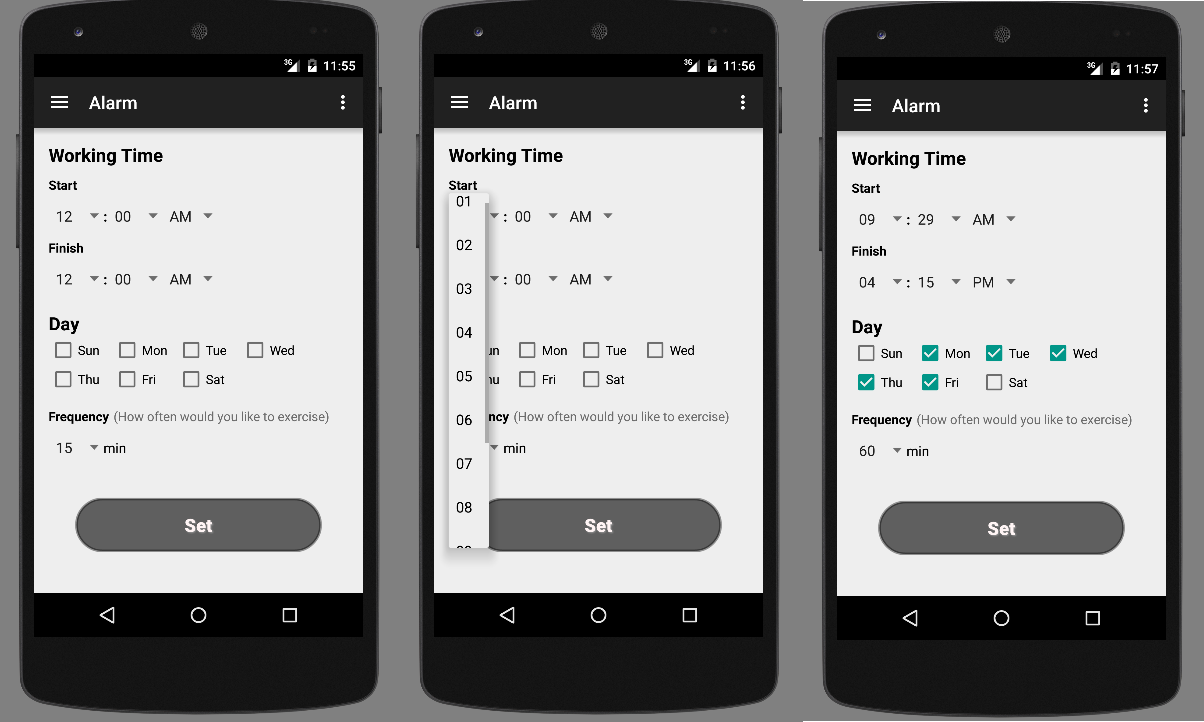 3G 11:55
Alarm
Working Time
Start
12 : 00 AM
Finish
12 : 00 AM
Day
Sun Mon Tue Wed
Thu Fri Sat
Frequency (How often would you like to exercise)
15 min
Set
3G 11:56
Alarm
Working Time
Start
01
: 00 AM
02
: 00 AM
03
04
un Mon Tue Wed
05
hu Fri Sat
06
ncy (How often would you like to exercise)
min
07
08
Set
3G 11:57
Alarm
Working Time
Start
09 : 29 AM
Finish
04 : 15 PM
Day
Sun Mon Tue Wed
Thu Fri Sat
Frequency (How often would you like to exercise)
60 min
Set